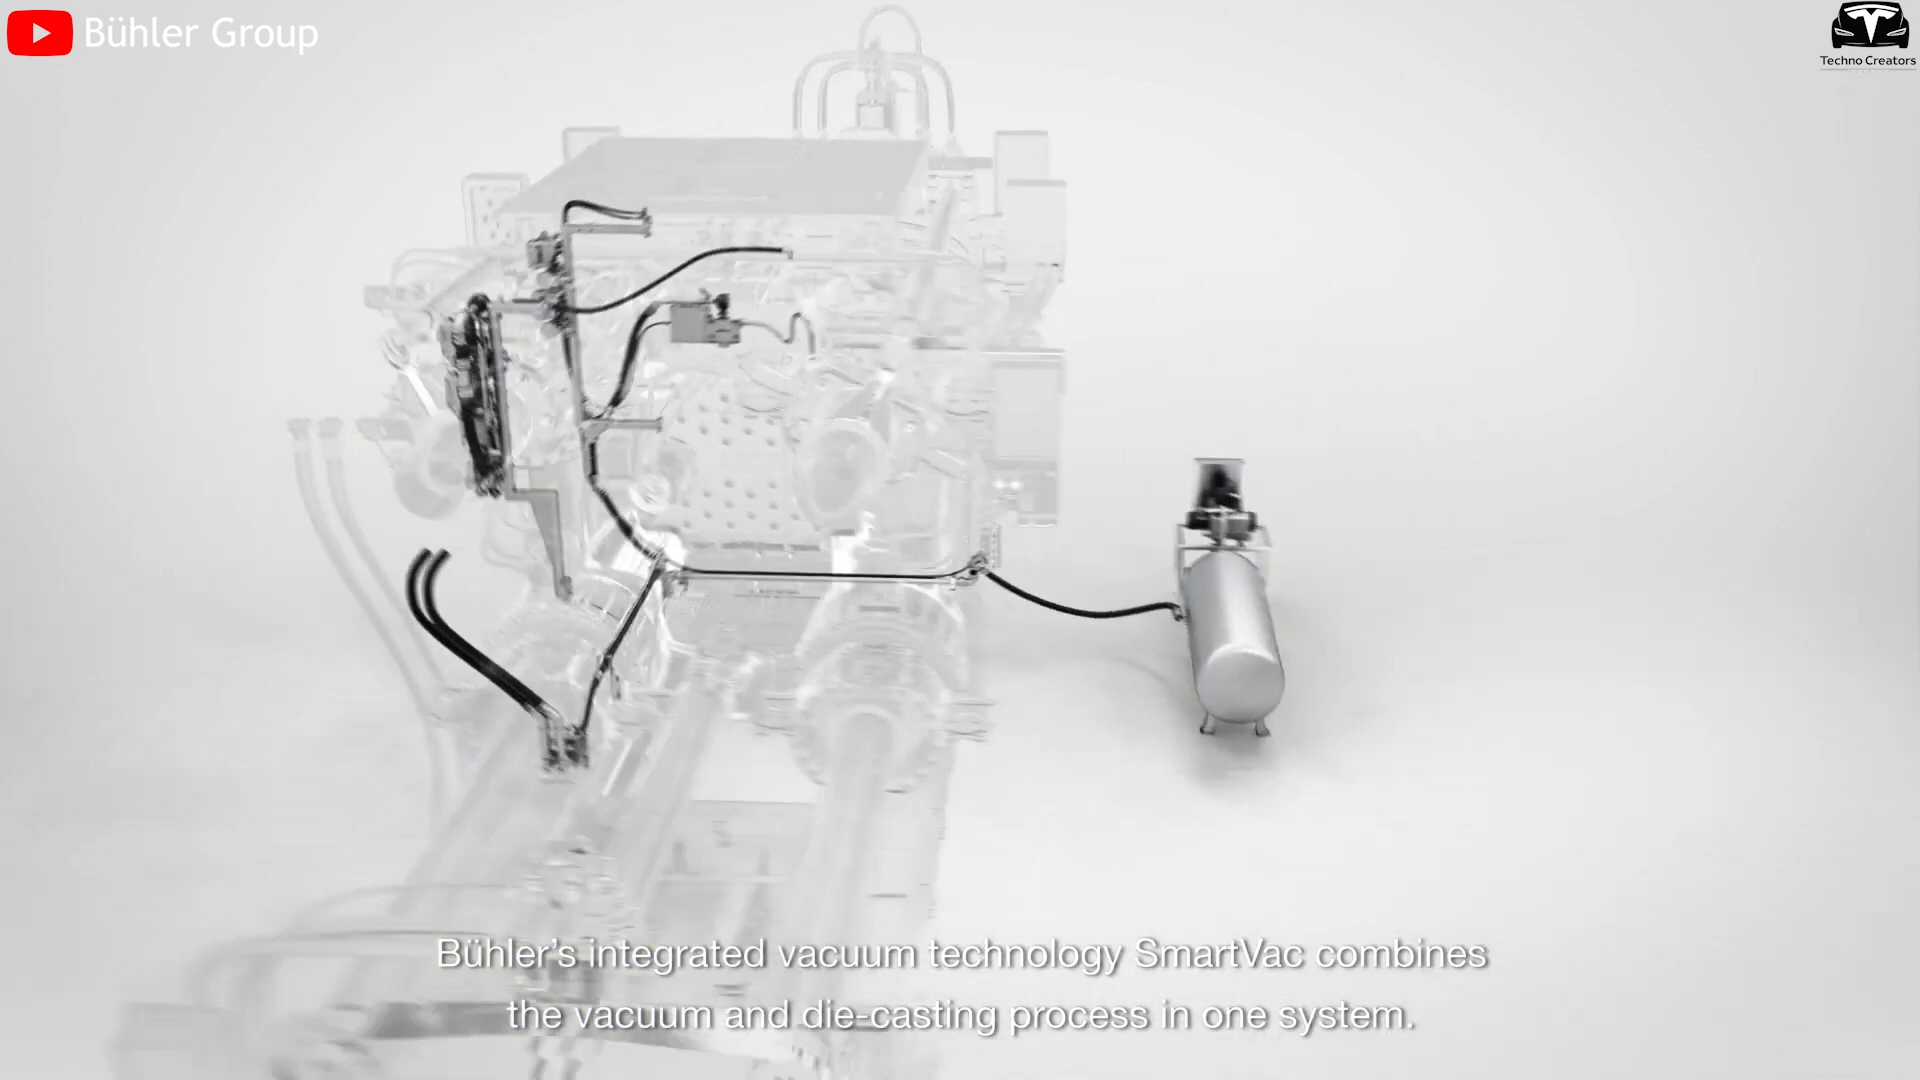 Bühler Group
Techno Creators
Bühler's integrated vacuum technology SmartVac combines
the vacuum and die-casting process in one system.